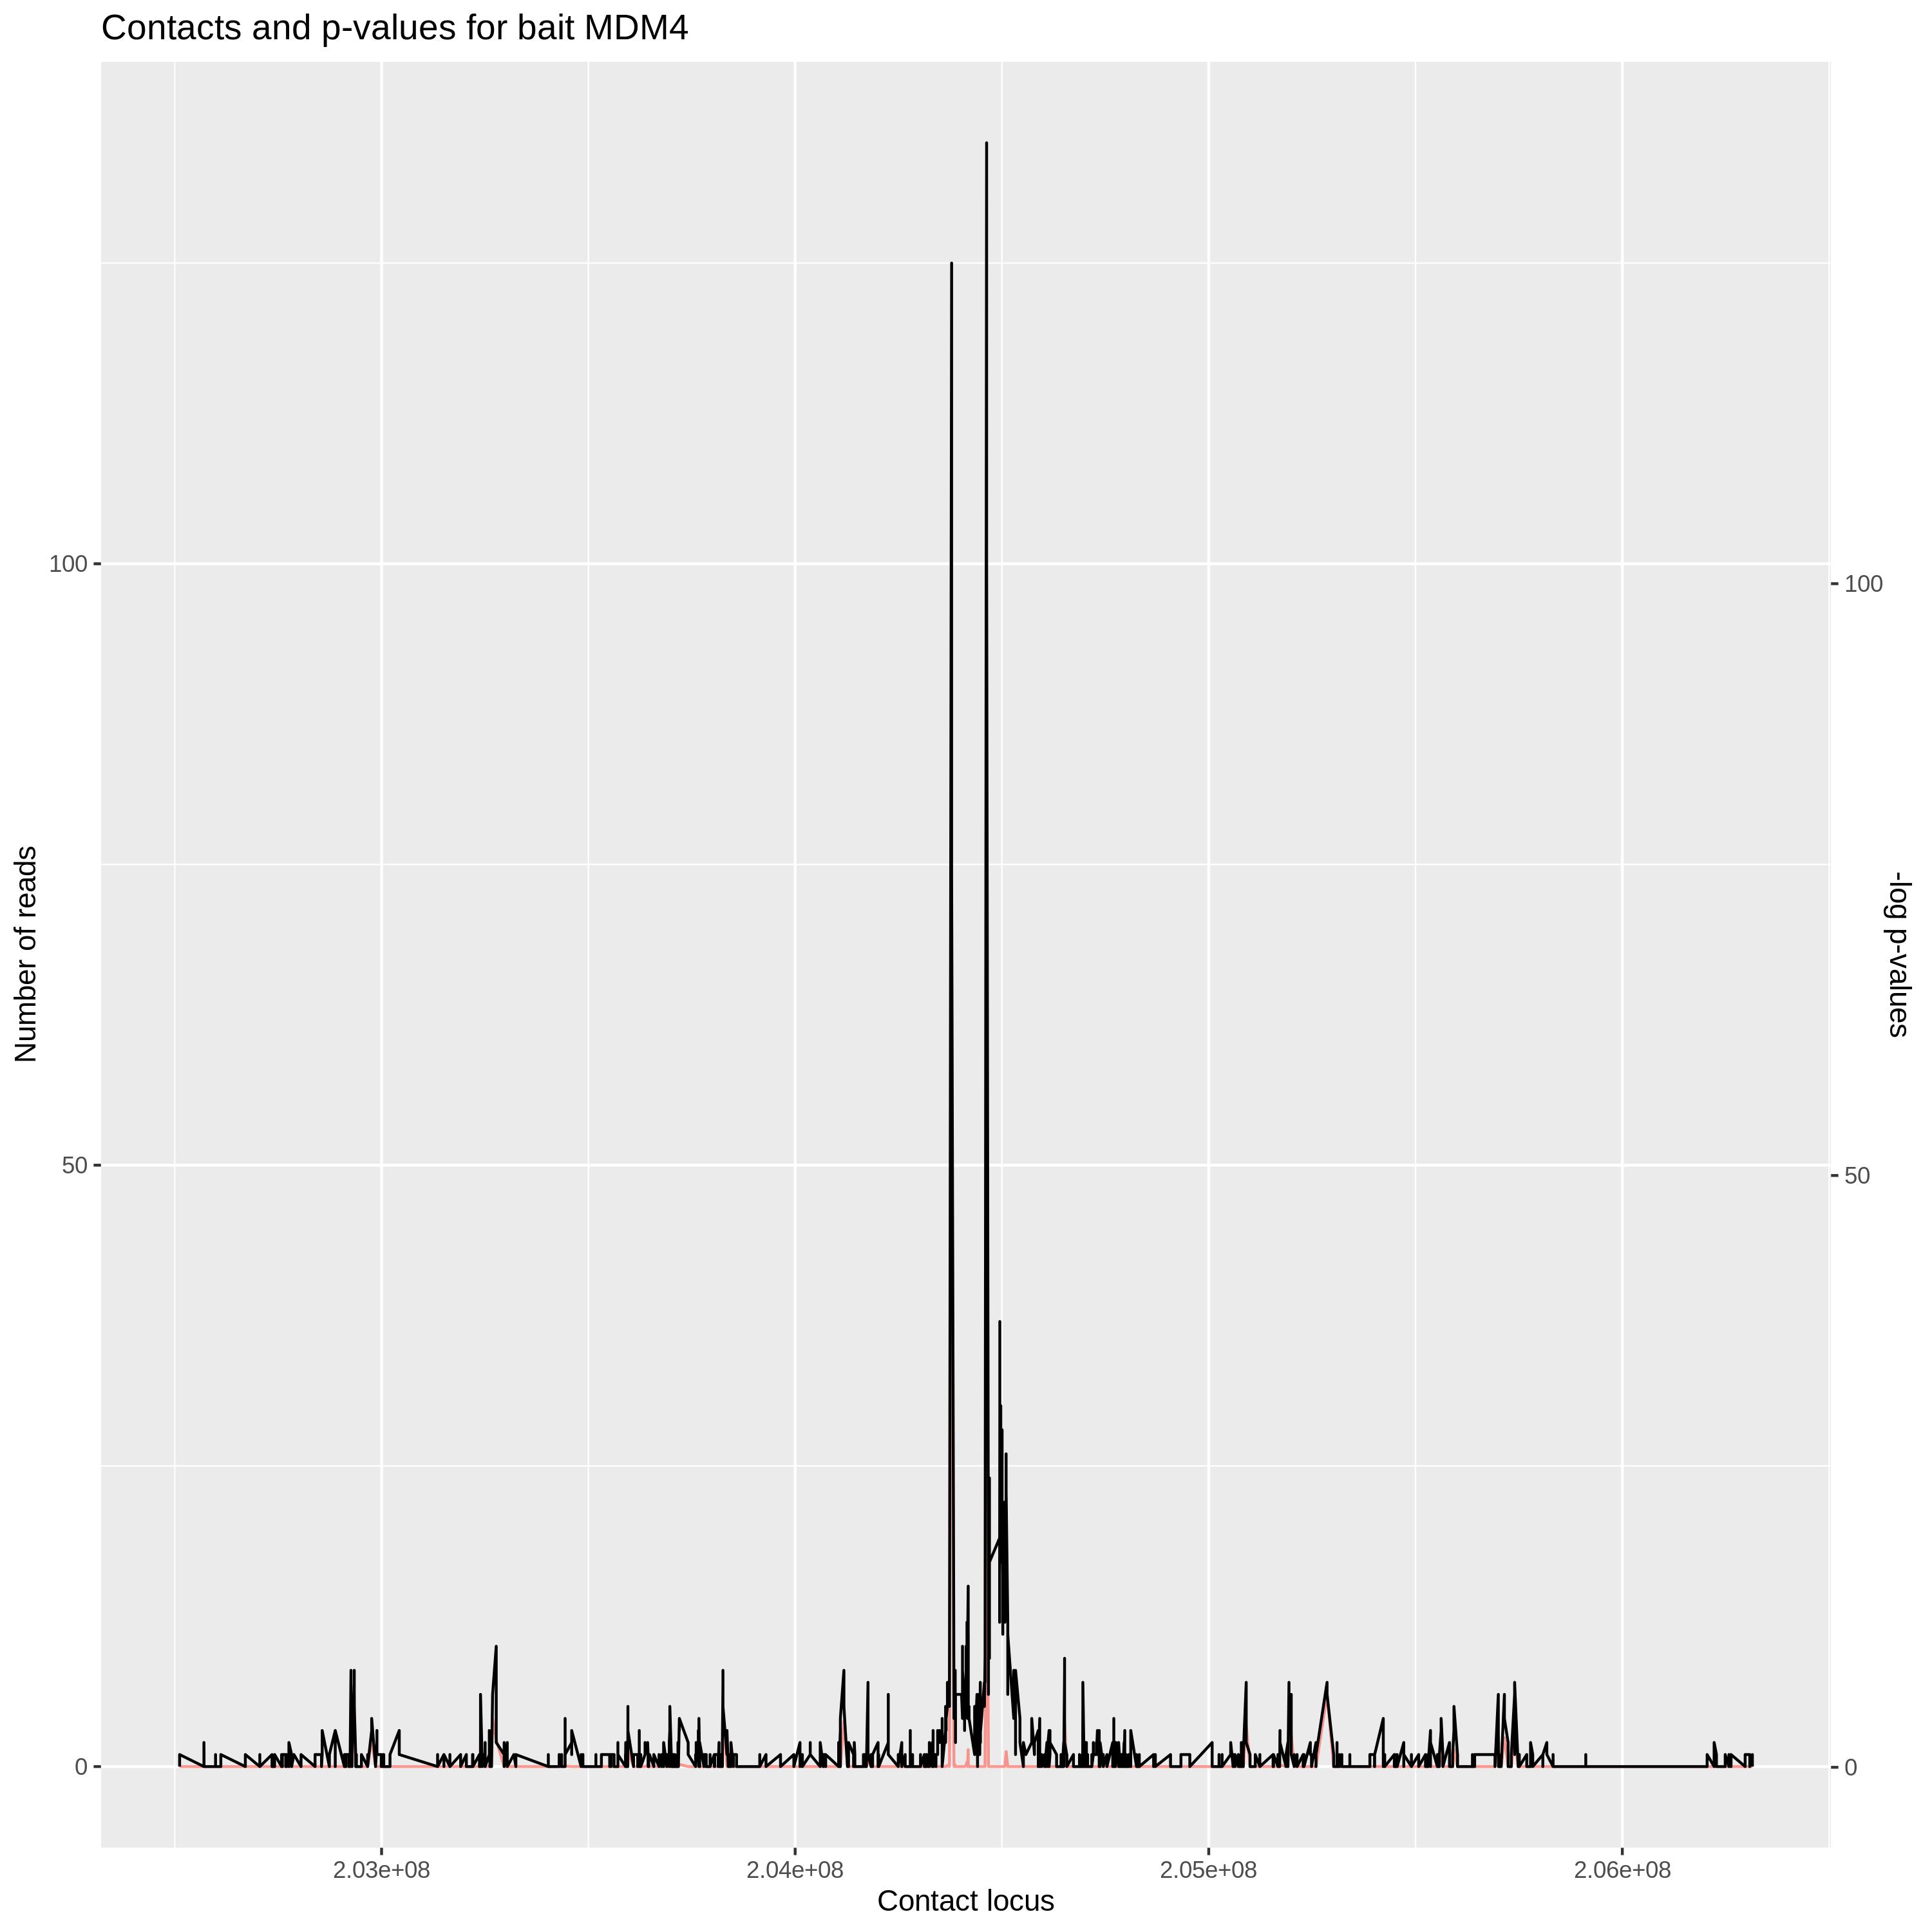 Contacts and p-values for bait MDM4
100
50
0
Number of reads
100
50
0
-log p-values
2.03e+08 2.04e+08 2.05e+08 2.06e+08
Contact locus